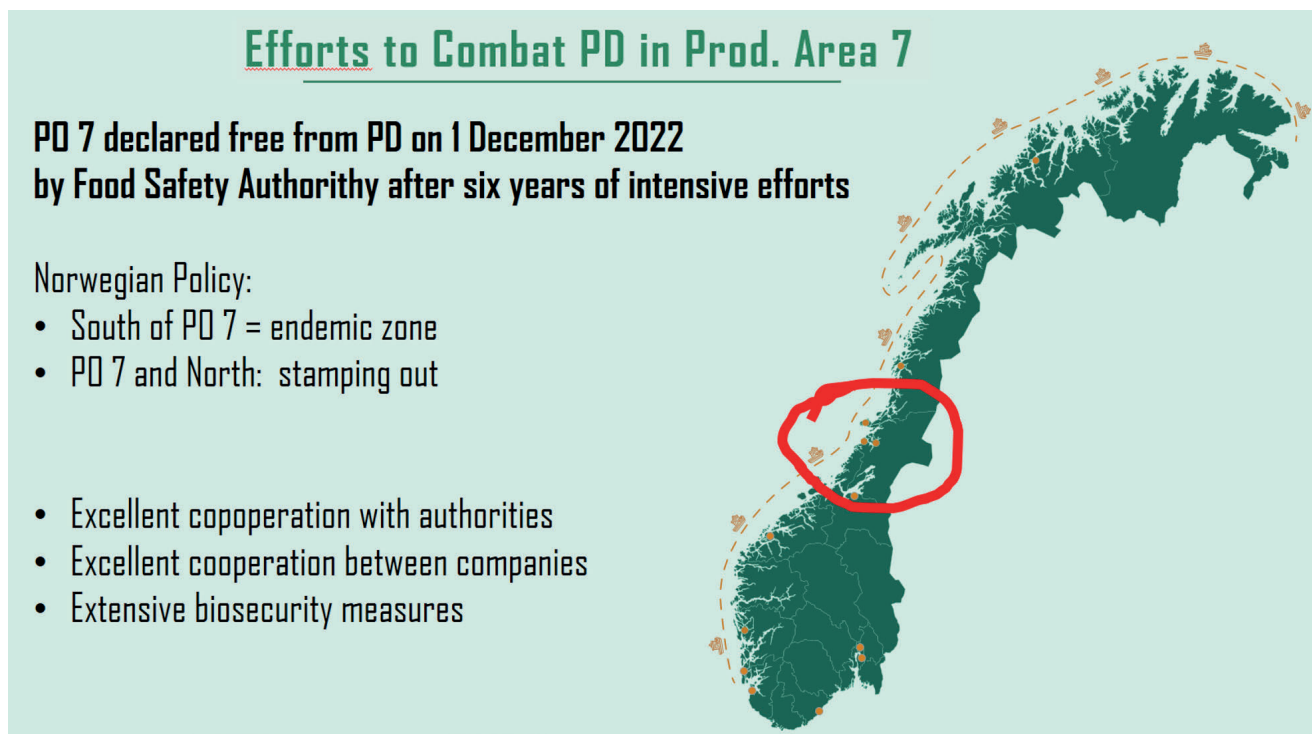 Efforts to Combat PD in Prod. Area 7
PO 7 declared free from PD on 1 December 2022
by Food Safety Authorithy after six years of intensive efforts
Norwegian Policy:
• South of PO 7 = endemic zone
• PO 7 and North: stamping out
• Excellent copoperation with authorities
• Excellent cooperation between companies
• Extensive biosecurity measures